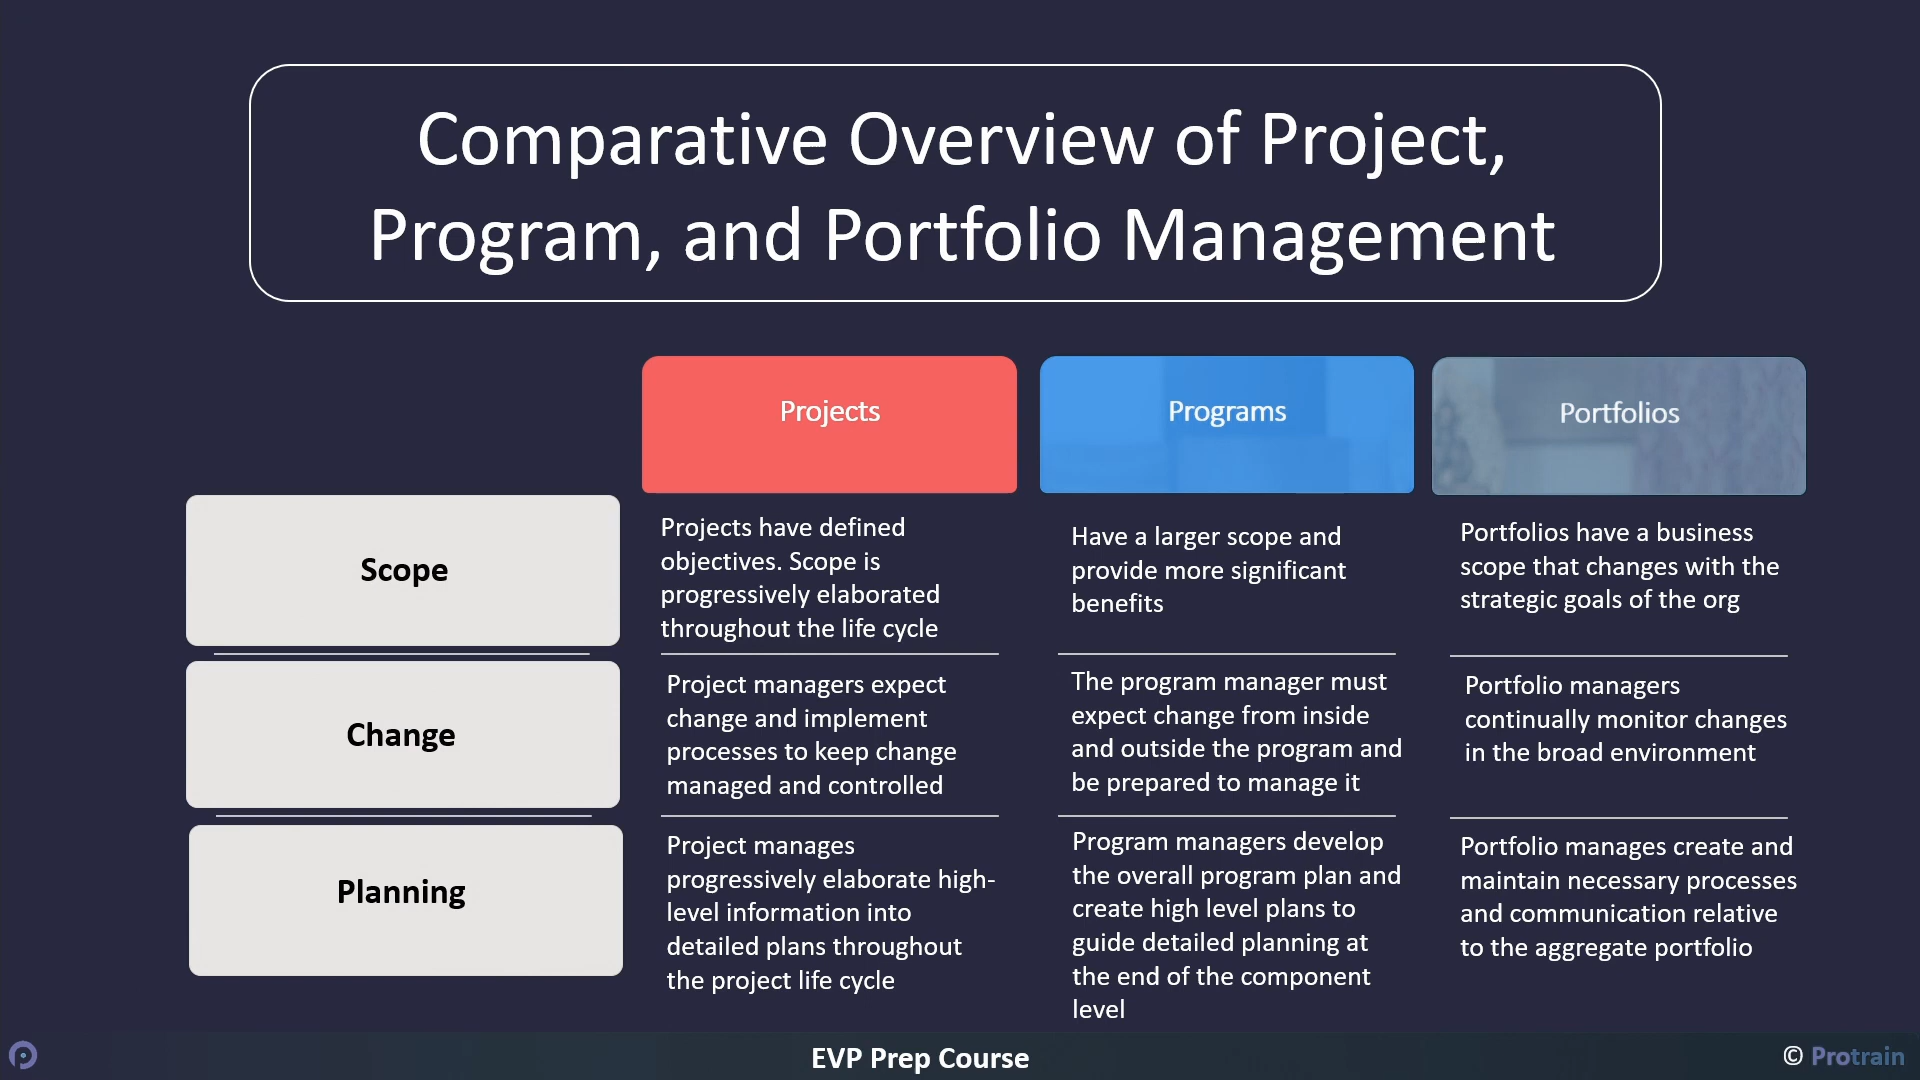 Comparative Overview of Project,
Program, and Portfolio Management
Projects
Programs
Portfolios
Scope
Projects have defined
objectives. Scope is
progressively elaborated
throughout the life cycle
Have a larger scope and
provide more significant
benefits
Portfolios have a business
scope that changes with the
strategic goals of the org
Change
Project managers expect
change and implement
processes to keep change
managed and controlled
The program manager must
expect change from inside
and outside the program and
be prepared to manage it
Portfolio managers
continually monitor changes
in the broad environment
Planning
Project manages
progressively elaborate high-
level information into
detailed plans throughout
the project life cycle
Program managers develop
the overall program plan and
create high level plans to
guide detailed planning at
the end of the component
level
Portfolio manages create and
maintain necessary processes
and communication relative
to the aggregate portfolio
EVP Prep Course
© Protrain